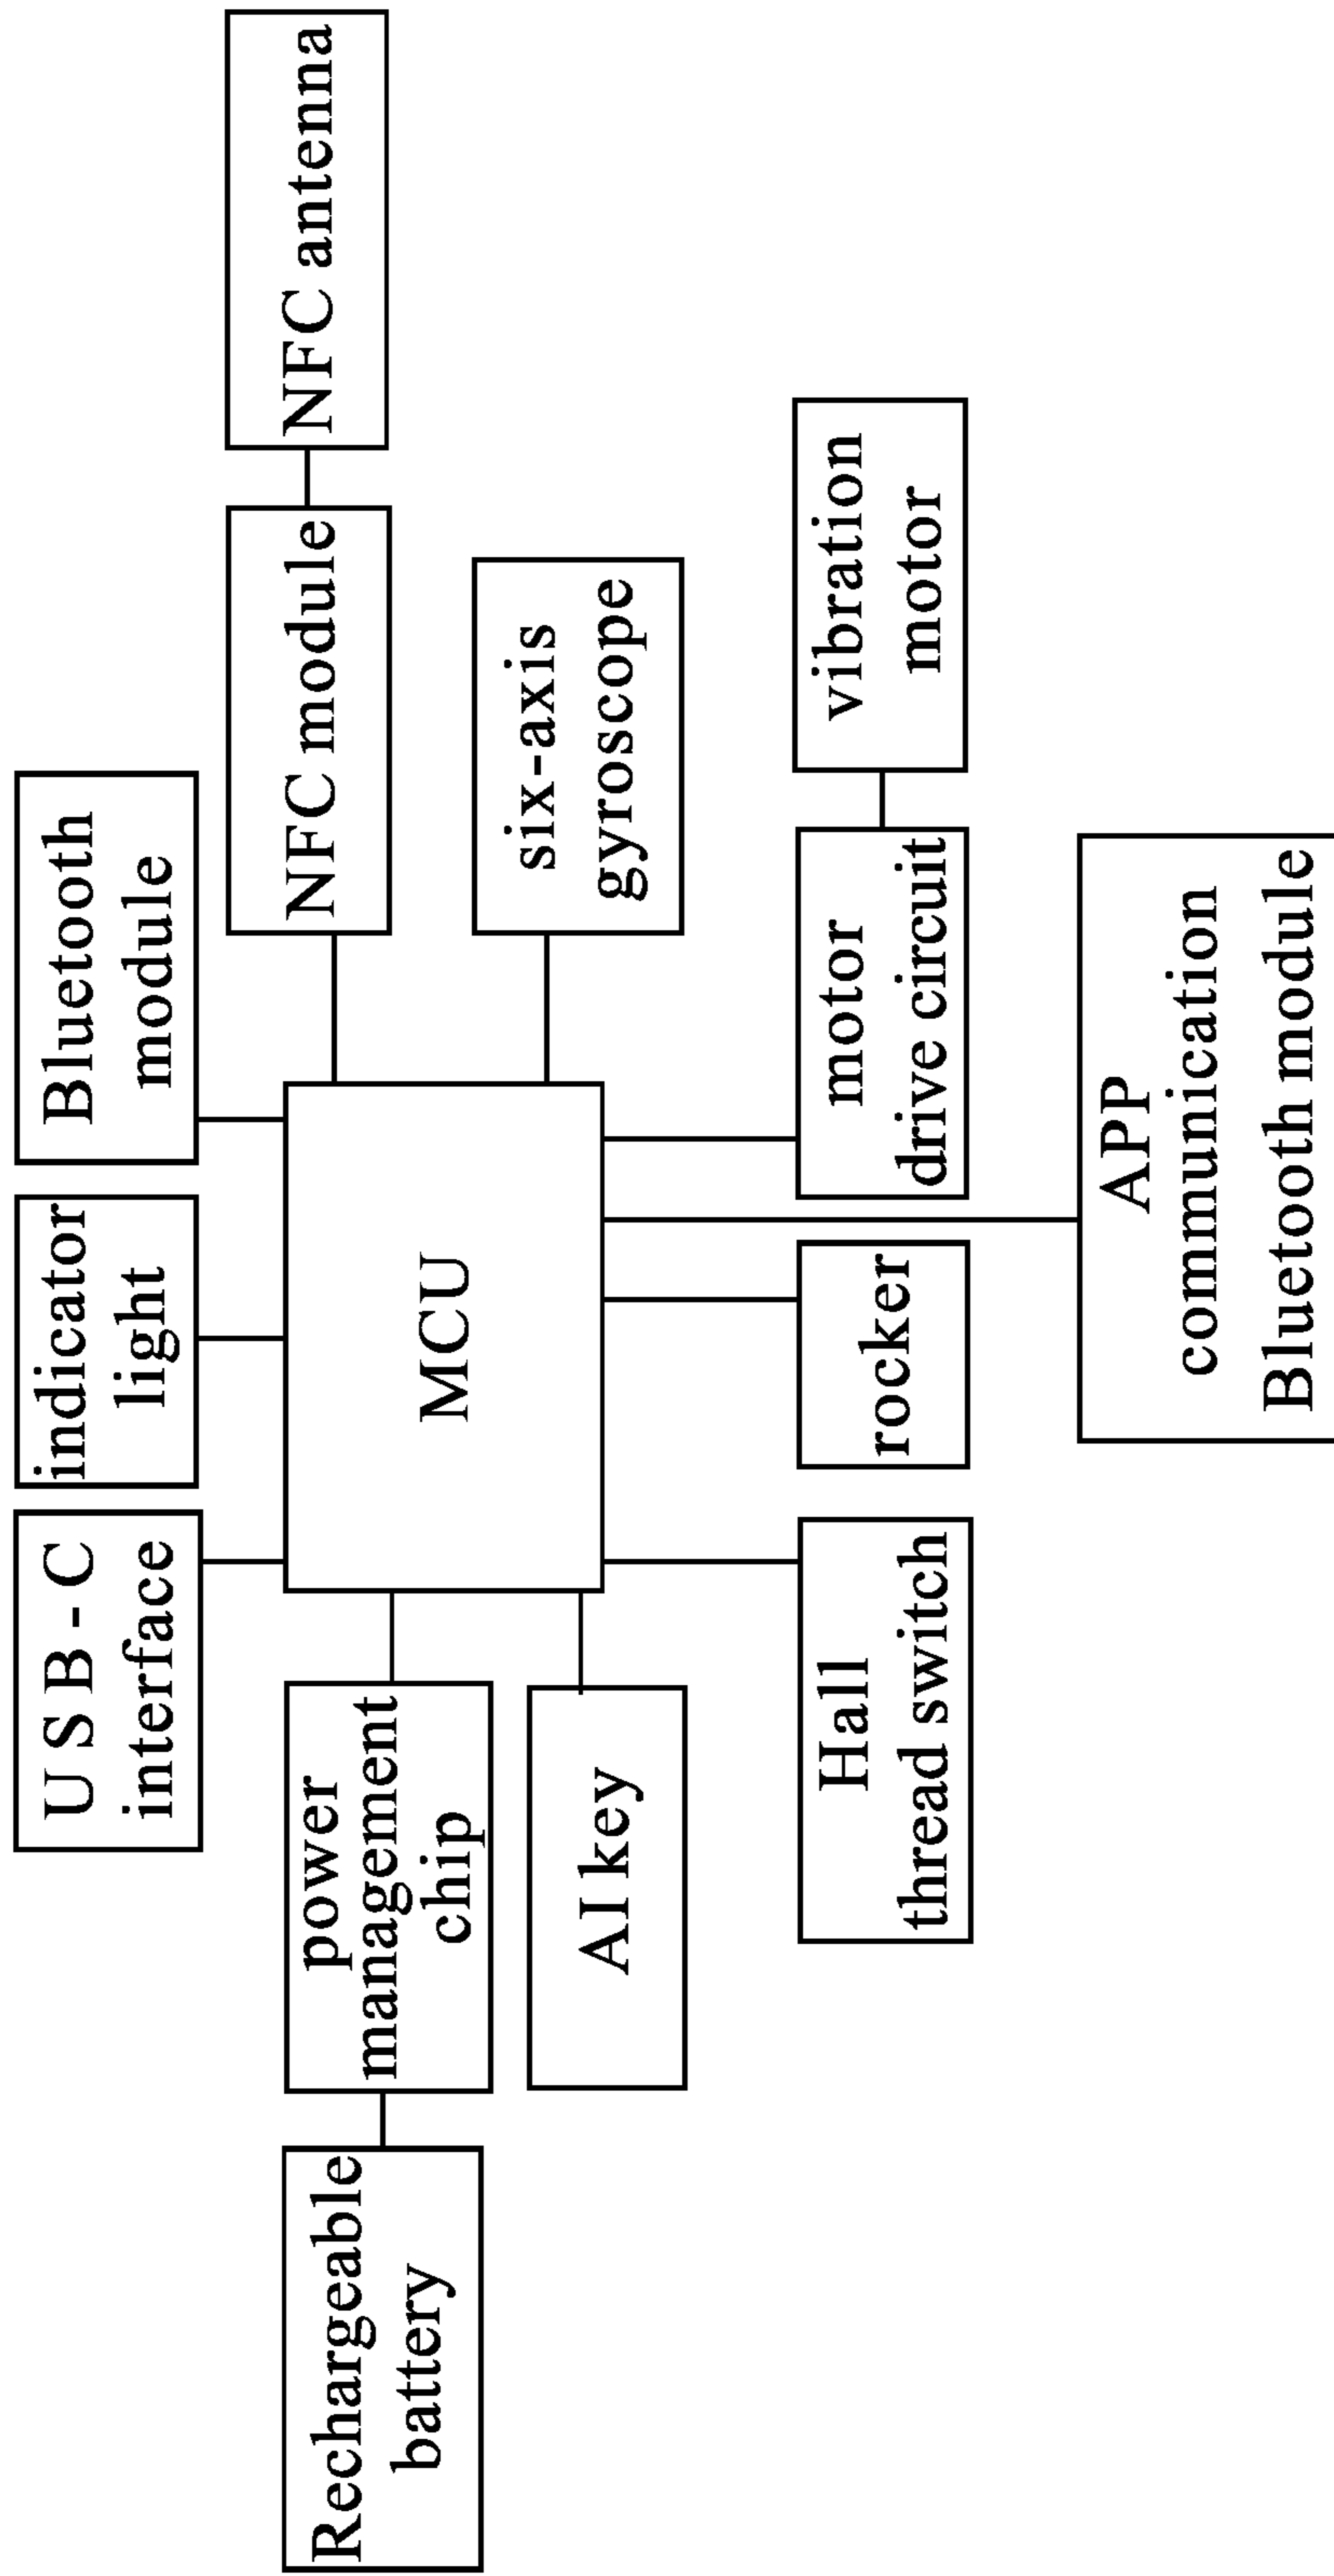 U S B - C
interface
indicator
light
Bluetooth
module
Rechargeable
battery
power
management
chip
MCU
NFC module
NFC antenna
AI key
six-axis
gyroscope
Hall
thread switch
rocker
motor
drive circuit
vibration
motor
APP
communication
Bluetooth module